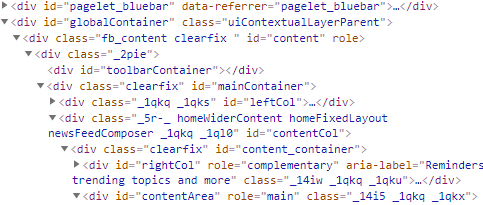 ▶<div id="pagelet_bluebar" data-referrer="pagelet_bluebar">…</div>
▼<div id="globalContainer" class="uiContextualLayerParent">
▼<div class="fb_content clearfix " id="content" role>
▼<div class="_2pie">
<div id="toolbarContainer"></div>
▼<div class="clearfix" id="mainContainer">
▶<div class="_1qkq _1qks" id="leftCol">…</div>
▼<div class="_5r-_ homeWiderContent homeFixedLayout
newsFeedComposer _1qkq _1ql0" id="contentCol">
▼<div class="clearfix" id="content_container">
▶<div id="rightCol" role="complementary" aria-label="Reminders
trending topics and more" class="_14iw _1qkq _1qku">…</div>
▼<div id="contentArea" role="main" class="_14i5 _1qkq _1qkx">